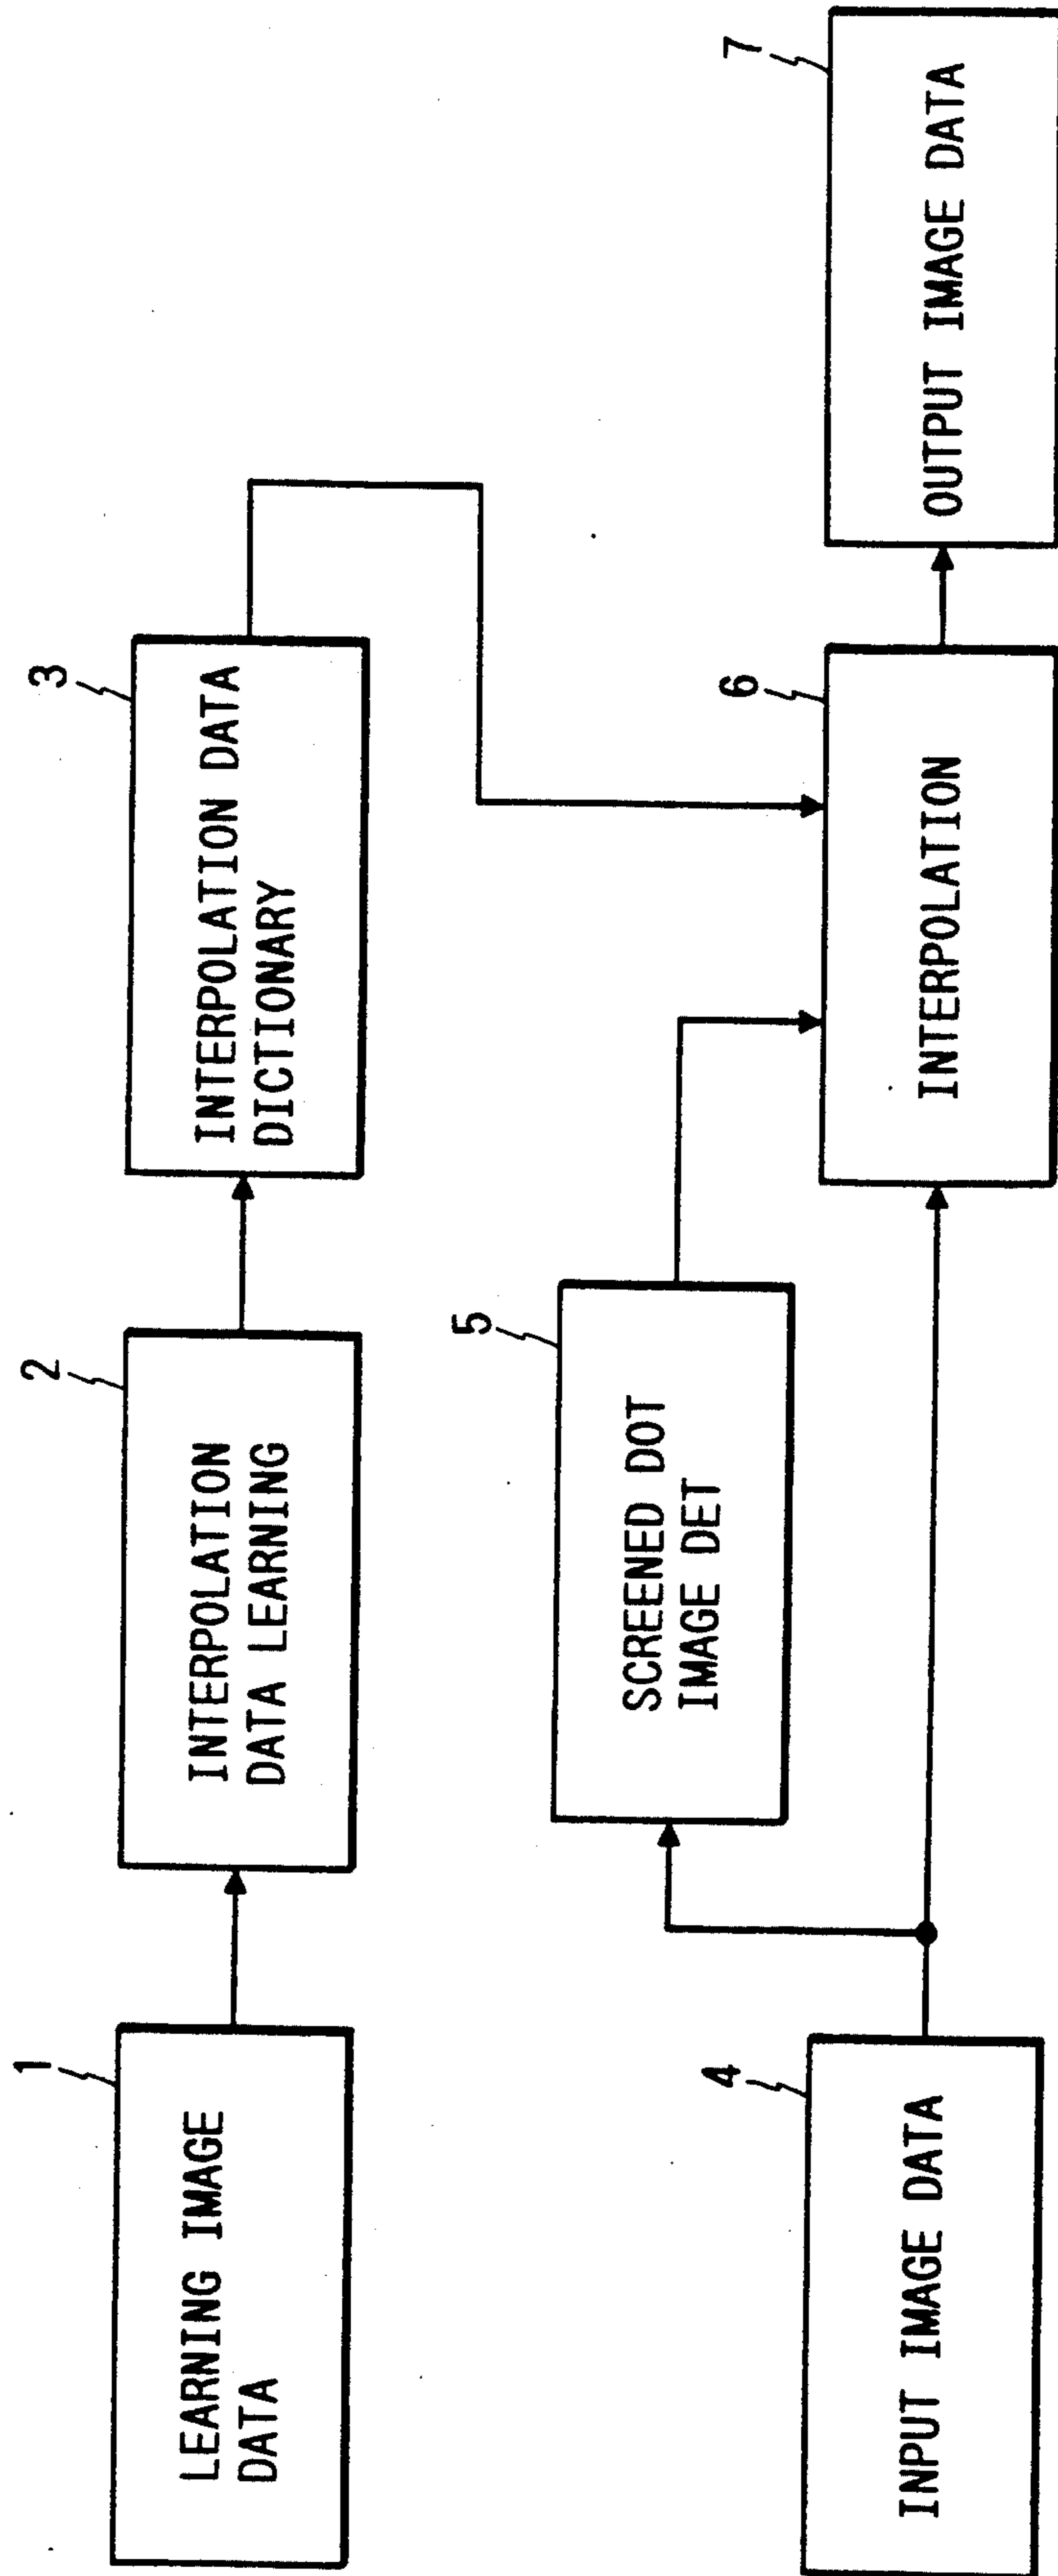 1
LEARNING IMAGE
DATA
2
INTERPOLATION
DATA LEARNING
3
INTERPOLATION DATA
DICTIONARY
4
INPUT IMAGE DATA
5
SCREENED DOT
IMAGE DET
6
INTERPOLATION
7
OUTPUT IMAGE DATA